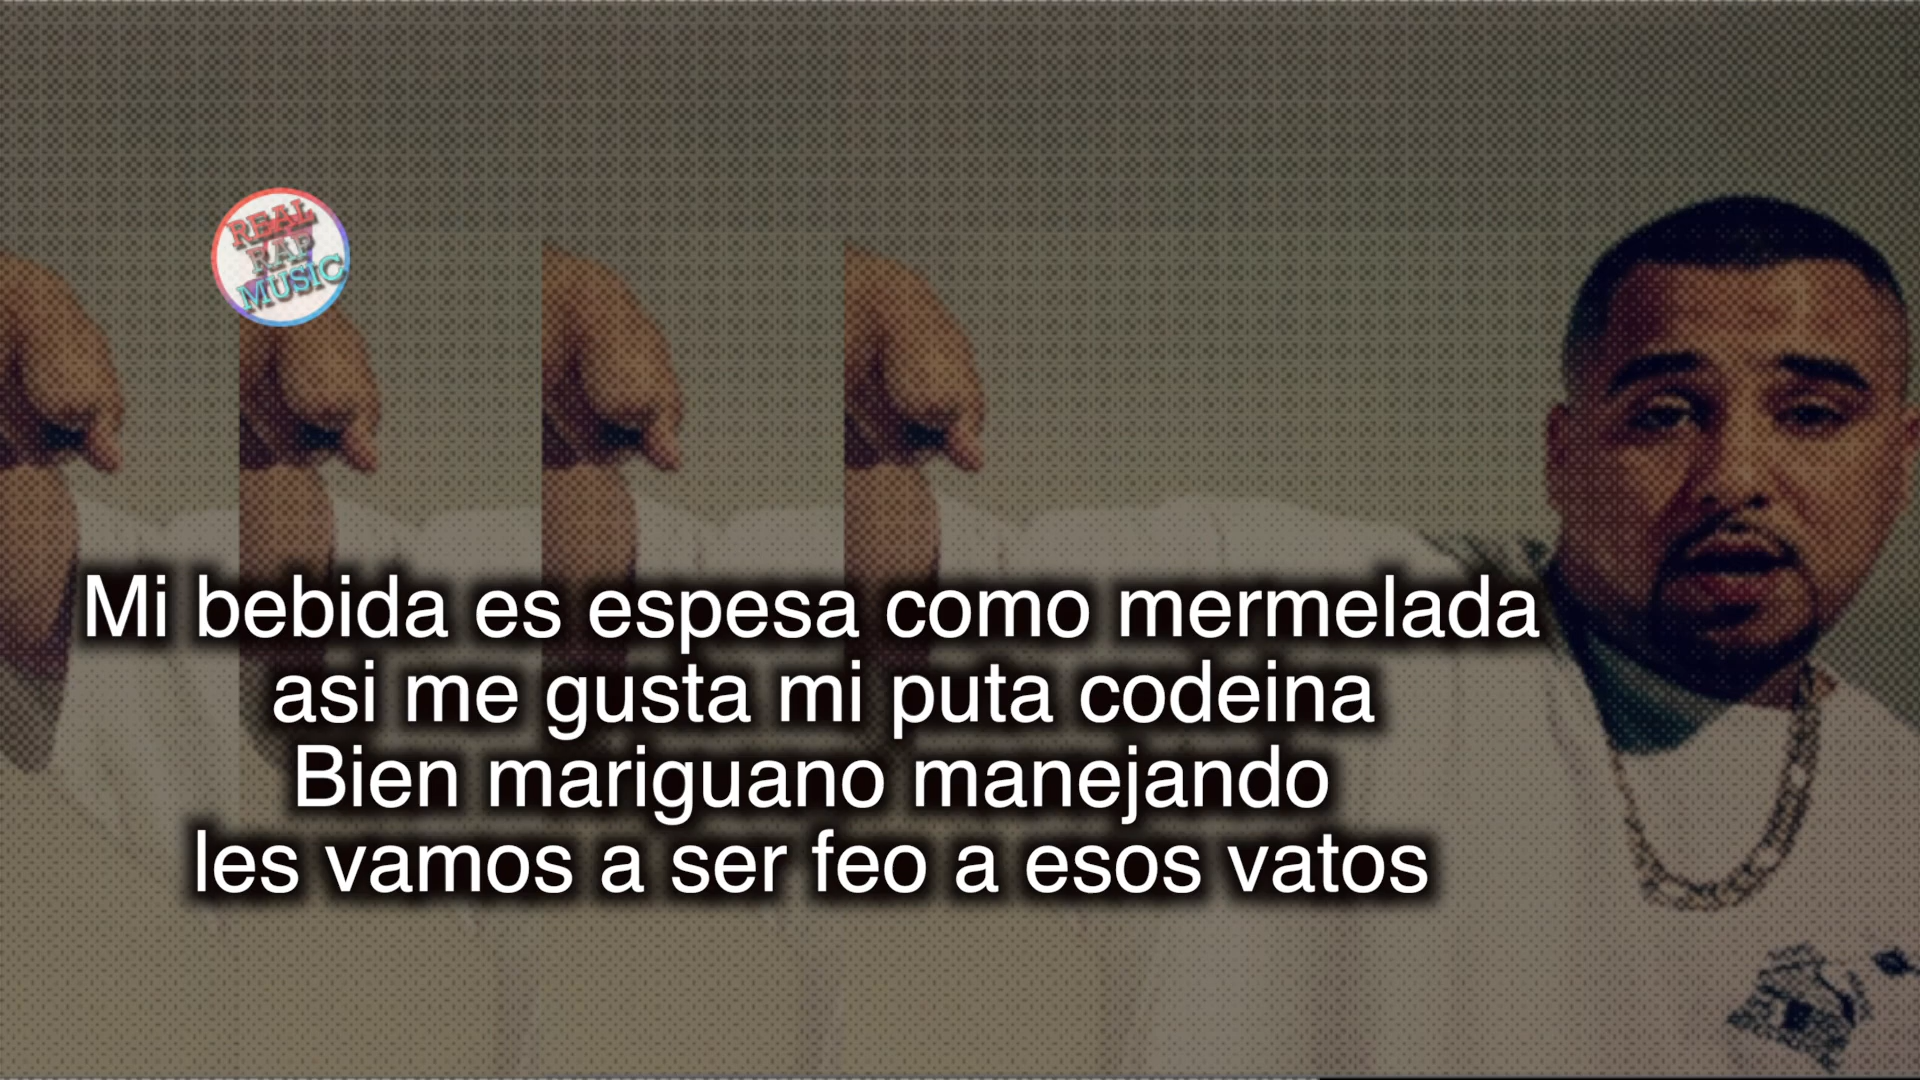 REAL
RAP
MUSIC
Mi bebida es espesa como mermelada
asi me gusta mi puta codeina
Bien mariguano manejando
les vamos a ser feo a esos vatos